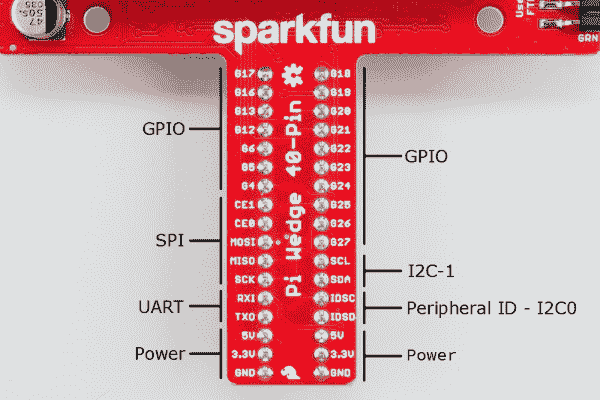 47
50S.
GRN
sparkfun
G17 G18
G16 G19
G13 G20
G12 G21
G6 G22
G5 G23
G4 G24
CE1 G25
CE0 G26
MOSI G27
MISO SCL
SCK SDA
RXI IDSC
TXO IDSD
5V 5V
3.3V 3.3V
GND GND
Pi Wedge 40-Pin
GPIO
SPI
UART
Power
GPIO
I2C-1
Peripheral ID - I2C0
Power